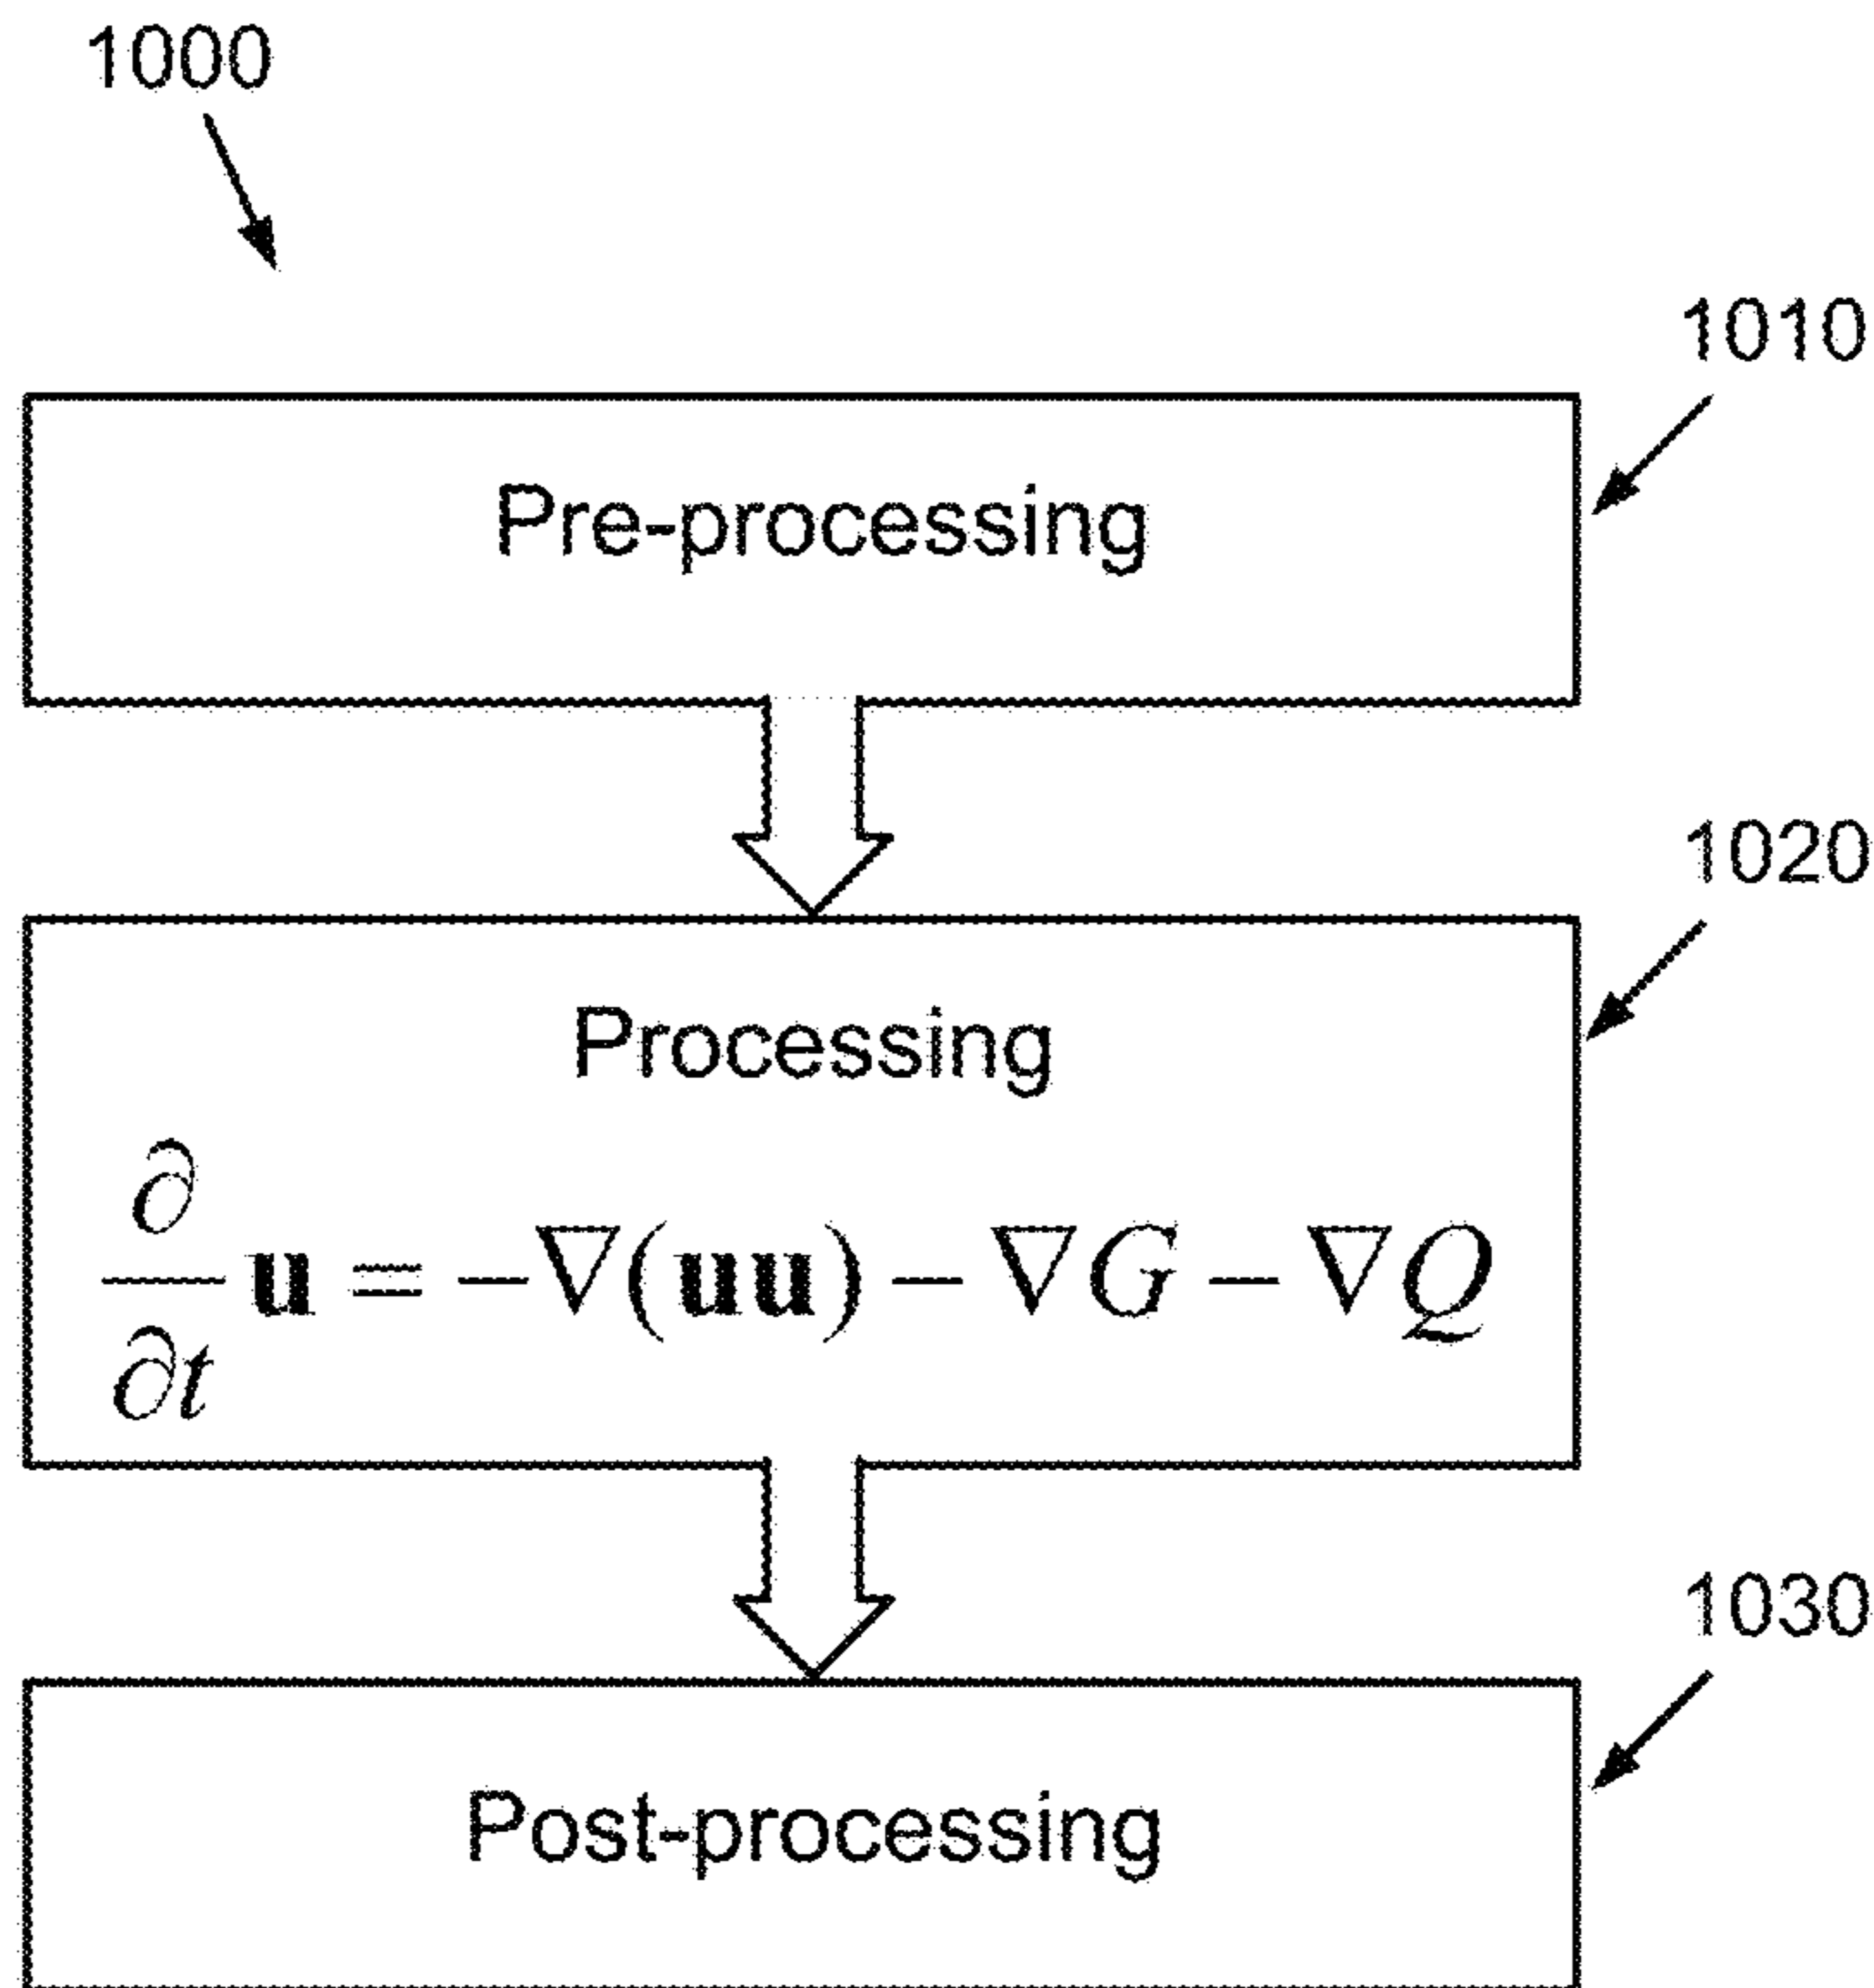 1000
1010
Pre-processing
1020
Processing
∂/∂t 𝐮 = −∇(𝐮𝐮) − ∇G − ∇Q
1030
Post-processing